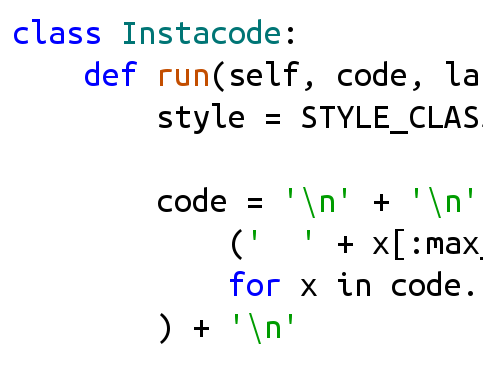 class Instacode:
    def run(self, code, la
        style = STYLE_CLAS

        code = '\n' + '\n'
            ('  ' + x[:max_
            for x in code.
        ) + '\n'